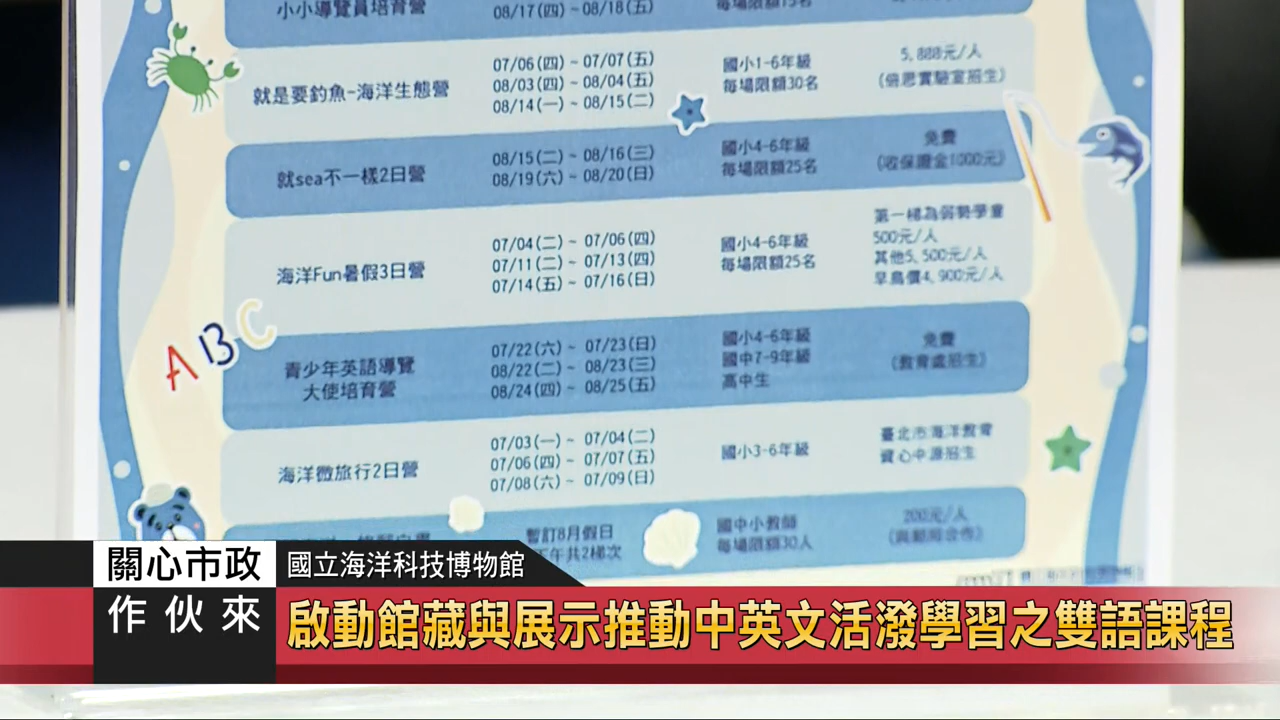 小小導覽員培育營
08/17(四)~08/18(五)
每場限額15名
就是要釣魚-海洋生態營
07/06(四)~ 07/07(五)
08/03(四)~ 08/04(五)
08/14(一)~ 08/15(二)
國小1-6年級
每場限額30名
5,888元/人
(倍思實驗室招生)
就sea不一樣2日營
08/15(二)~ 08/16(三)
08/19(六)~ 08/20(日)
國小4-6年級
每場限額25名
免費
(收保證金1000元)
海洋Fun暑假3日營
07/04(二)~ 07/06(四)
07/11(二)~ 07/13(四)
07/14(五)~ 07/16(日)
國小4-6年級
每場限額25名
第一梯為弱勢學童
500元/人
其他5,500元/人
早鳥價4,900元/人
ABC
青少年英語導覽
大使培育營
07/22(六)~ 07/23(日)
08/22(二)~ 08/23(三)
08/24(四)~ 08/25(五)
國小4-6年級
國中7-9年級
高中生
免費
(教育處招生)
海洋微旅行2日營
07/03(一)~ 07/04(二)
07/06(四)~ 07/07(五)
07/08(六)~ 07/09(日)
國小3-6年級
臺北市海洋教育
資心中源招生
暫訂8月假日
下午共2梯次
國中小教師
每場限額30人
200元/人
關心市政
作伙來
國立海洋科技博物館
啟動館藏與展示推動中英文活潑學習之雙語課程